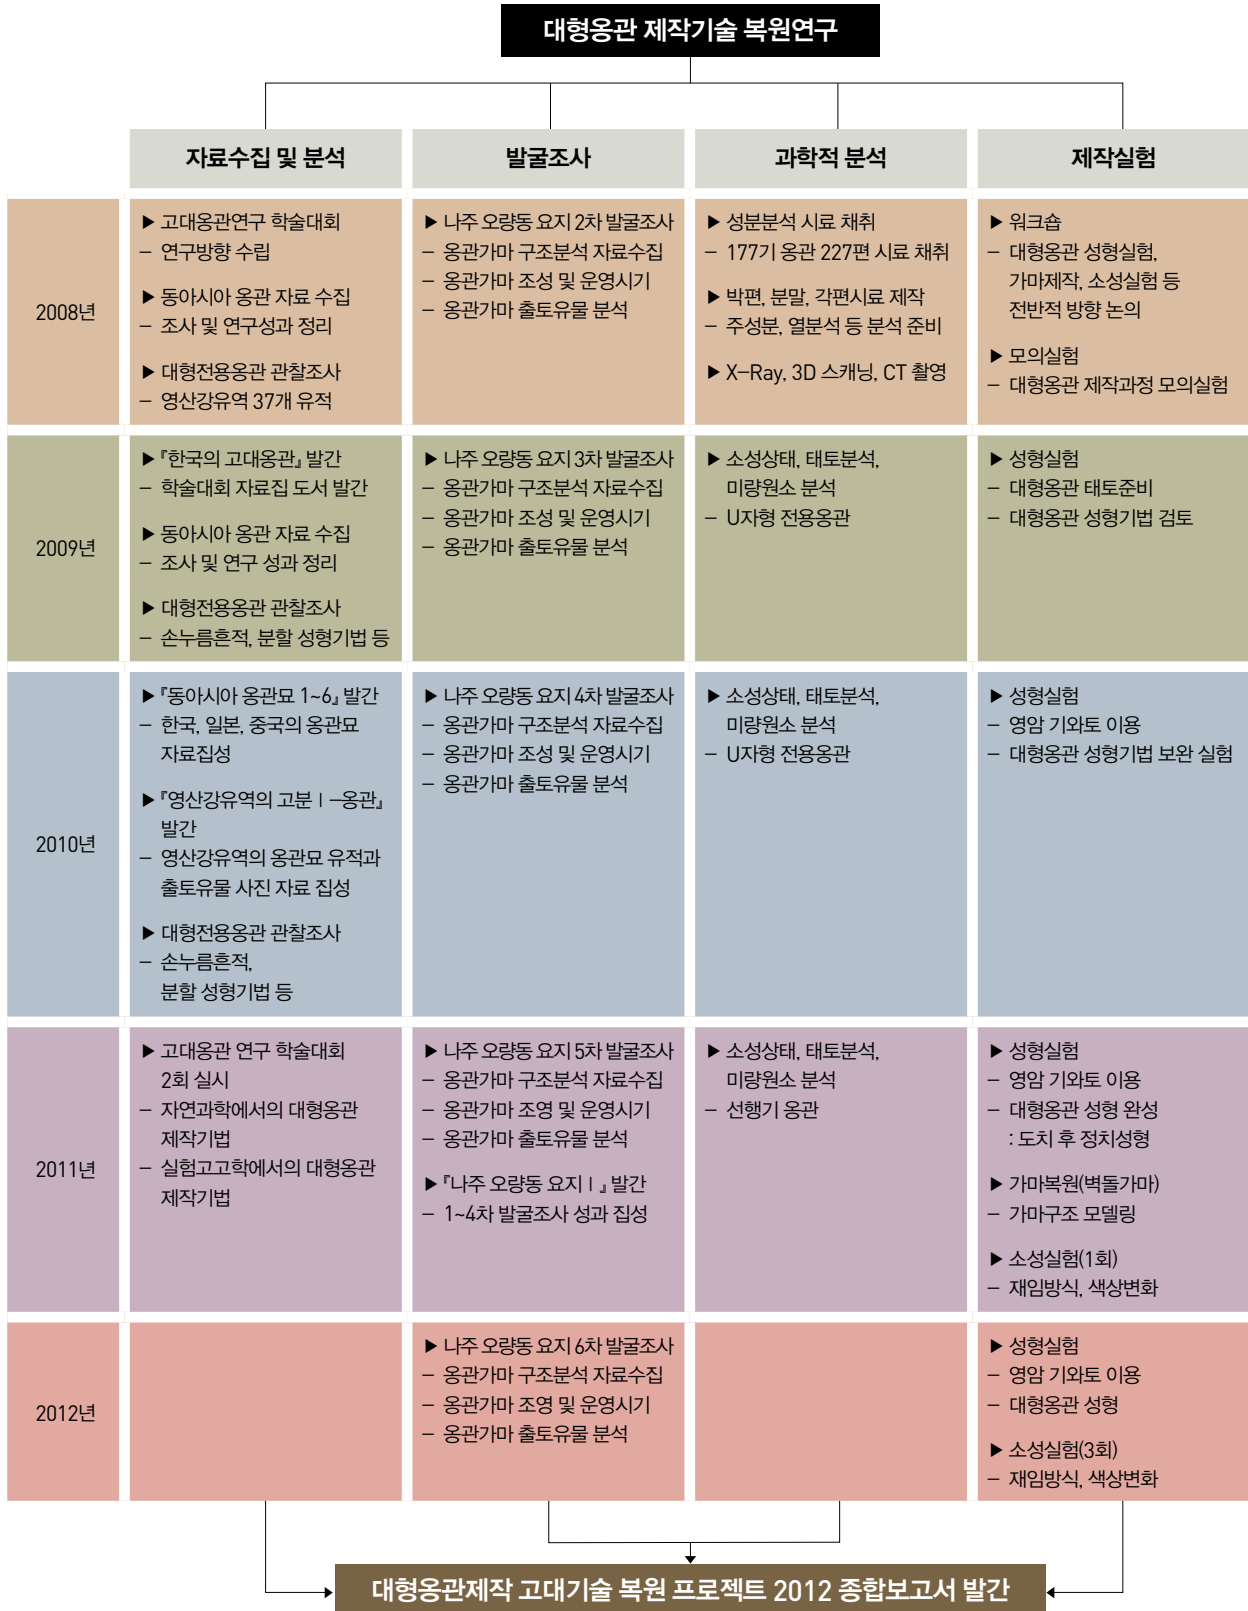 대형옹관 제작기술 복원연구
자료수집 및 분석
발굴조사
과학적 분석
제작실험
2008년
▶ 고대옹관연구 학술대회
– 연구방향 수립
▶ 동아시아 옹관 자료 수집
– 조사 및 연구성과 정리
▶ 대형전용옹관 관찰조사
– 영산강유역 37개 유적
▶ 나주 오량동 요지 2차 발굴조사
– 옹관가마 구조분석 자료수집
– 옹관가마 조성 및 운영시기
– 옹관가마 출토유물 분석
▶ 성분분석 시료 채취
– 177기 옹관 227편 시료 채취
▶ 박편, 분말, 각편시료 제작
– 주성분, 열분석 등 분석 준비
▶ X–Ray, 3D 스캐닝, CT 촬영
▶ 워크숍
– 대형옹관 성형실험,
가마제작, 소성실험 등
전반적 방향 논의
▶ 모의실험
– 대형옹관 제작과정 모의실험
2009년
▶ 『한국의 고대옹관』 발간
– 학술대회 자료집 도서 발간
▶ 동아시아 옹관 자료 수집
– 조사 및 연구 성과 정리
▶ 대형전용옹관 관찰조사
– 손누름흔적, 분할 성형기법 등
▶ 나주 오량동 요지 3차 발굴조사
– 옹관가마 구조분석 자료수집
– 옹관가마 조성 및 운영시기
– 옹관가마 출토유물 분석
▶ 소성상태, 태토분석,
미량원소 분석
– U자형 전용옹관
▶ 성형실험
– 대형옹관 태토준비
– 대형옹관 성형기법 검토
2010년
▶ 『동아시아 옹관묘 1~6』 발간
– 한국, 일본, 중국의 옹관묘
자료집성
▶ 『영산강유역의 고분Ⅰ–옹관』
발간
– 영산강유역의 옹관묘 유적과
출토유물 사진 자료 집성
▶ 대형전용옹관 관찰조사
– 손누름흔적,
분할 성형기법 등
▶ 나주 오량동 요지 4차 발굴조사
– 옹관가마 구조분석 자료수집
– 옹관가마 조성 및 운영시기
– 옹관가마 출토유물 분석
▶ 소성상태, 태토분석,
미량원소 분석
– U자형 전용옹관
▶ 성형실험
– 영암 기와토 이용
– 대형옹관 성형기법 보완 실험
2011년
▶ 고대옹관 연구 학술대회
2회 실시
– 자연과학에서의 대형옹관
제작기법
– 실험고고학에서의 대형옹관
제작기법
▶ 나주 오량동 요지 5차 발굴조사
– 옹관가마 구조분석 자료수집
– 옹관가마 조영 및 운영시기
– 옹관가마 출토유물 분석
▶ 『나주 오량동 요지Ⅰ』 발간
– 1~4차 발굴조사 성과 집성
▶ 소성상태, 태토분석,
미량원소 분석
– 선행기 옹관
▶ 성형실험
– 영암 기와토 이용
– 대형옹관 성형 완성
: 도치 후 정치성형
▶ 가마복원(벽돌가마)
– 가마구조 모델링
▶ 소성실험(1회)
– 재임방식, 색상변화
2012년
▶ 나주 오량동 요지 6차 발굴조사
– 옹관가마 구조분석 자료수집
– 옹관가마 조영 및 운영시기
– 옹관가마 출토유물 분석
▶ 성형실험
– 영암 기와토 이용
– 대형옹관 성형
▶ 소성실험(3회)
– 재임방식, 색상변화
대형옹관제작 고대기술 복원 프로젝트 2012 종합보고서 발간